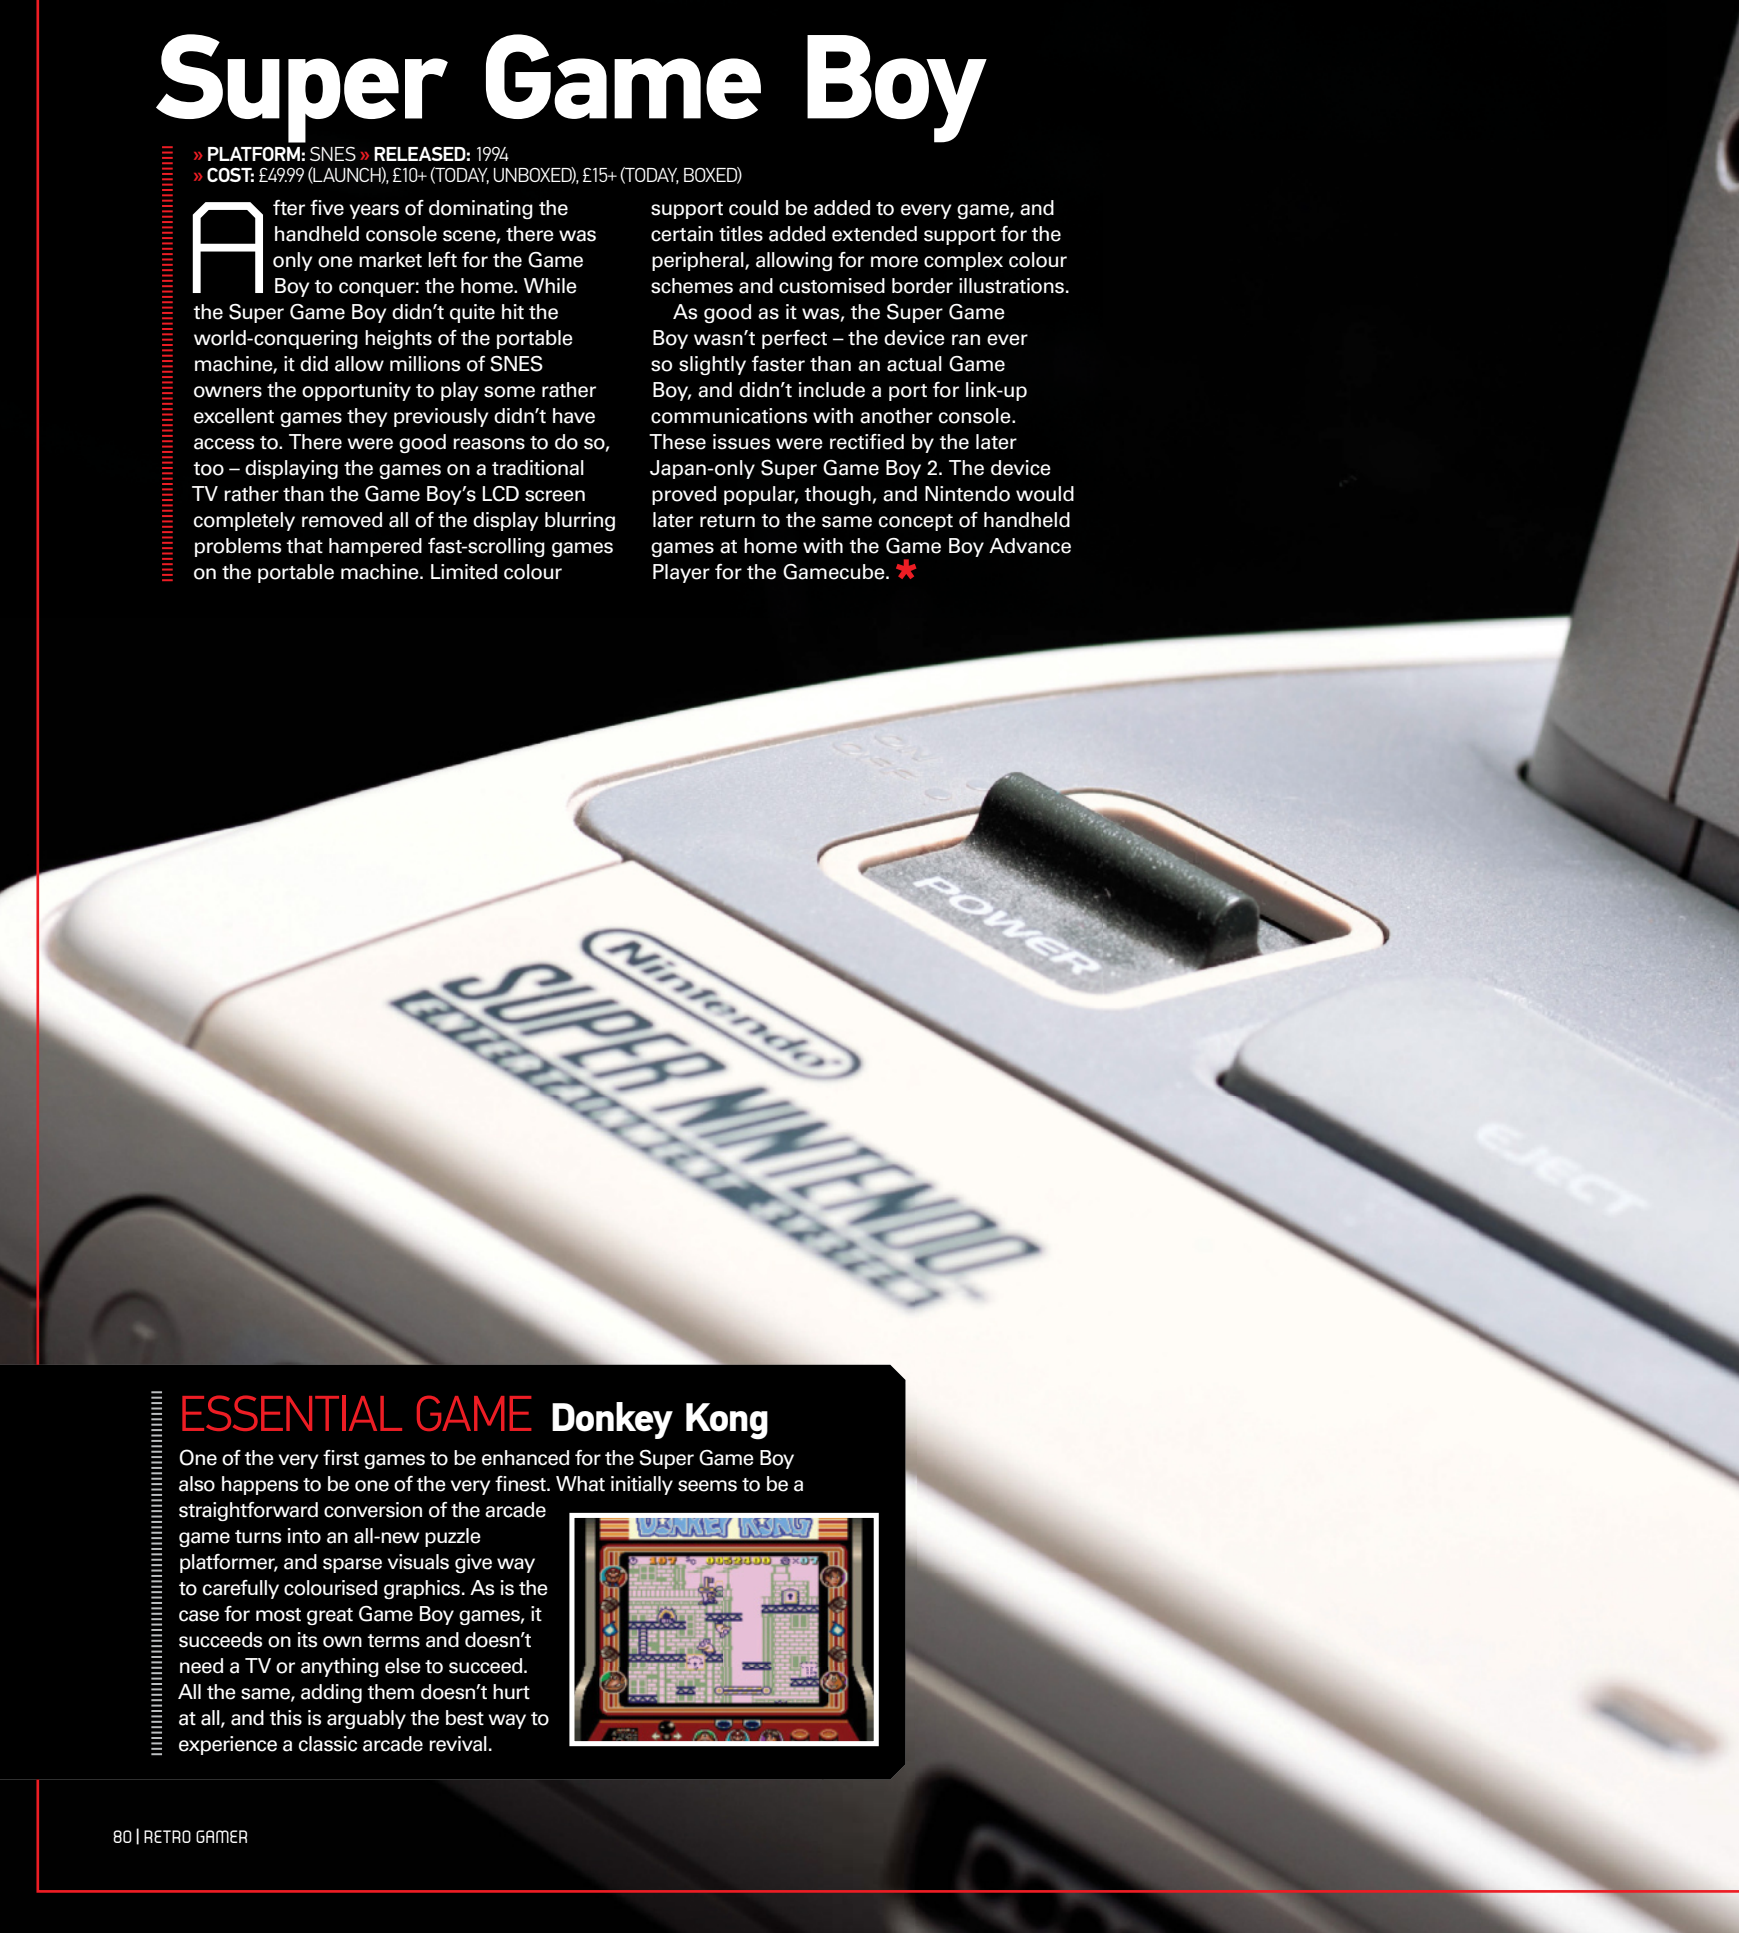 Super Game Boy
» PLATFORM: SNES » RELEASED: 1994
» COST: £49.99 (LAUNCH), £10+ (TODAY, UNBOXED), £15+ (TODAY, BOXED)
After five years of dominating the
handheld console scene, there was
only one market left for the Game
Boy to conquer: the home. While
the Super Game Boy didn't quite hit the
world-conquering heights of the portable
machine, it did allow millions of SNES
owners the opportunity to play some rather
excellent games they previously didn't have
access to. There were good reasons to do so,
too – displaying the games on a traditional
TV rather than the Game Boy's LCD screen
completely removed all of the display blurring
problems that hampered fast-scrolling games
on the portable machine. Limited colour
support could be added to every game, and
certain titles added extended support for the
peripheral, allowing for more complex colour
schemes and customised border illustrations.
As good as it was, the Super Game
Boy wasn't perfect – the device ran ever
so slightly faster than an actual Game
Boy, and didn't include a port for link-up
communications with another console.
These issues were rectified by the later
Japan-only Super Game Boy 2. The device
proved popular, though, and Nintendo would
later return to the same concept of handheld
games at home with the Game Boy Advance
Player for the Gamecube. *
ON
OFF
POWER
EJECT
Nintendo
SUPER NINTENDO
ENTERTAINMENT SYSTEM
ESSENTIAL GAME Donkey Kong
One of the very first games to be enhanced for the Super Game Boy
also happens to be one of the very finest. What initially seems to be a
straightforward conversion of the arcade
game turns into an all-new puzzle
platformer, and sparse visuals give way
to carefully colourised graphics. As is the
case for most great Game Boy games, it
succeeds on its own terms and doesn't
need a TV or anything else to succeed.
All the same, adding them doesn't hurt
at all, and this is arguably the best way to
experience a classic arcade revival.
DONKEY KONG
80 | RETRO GAMER